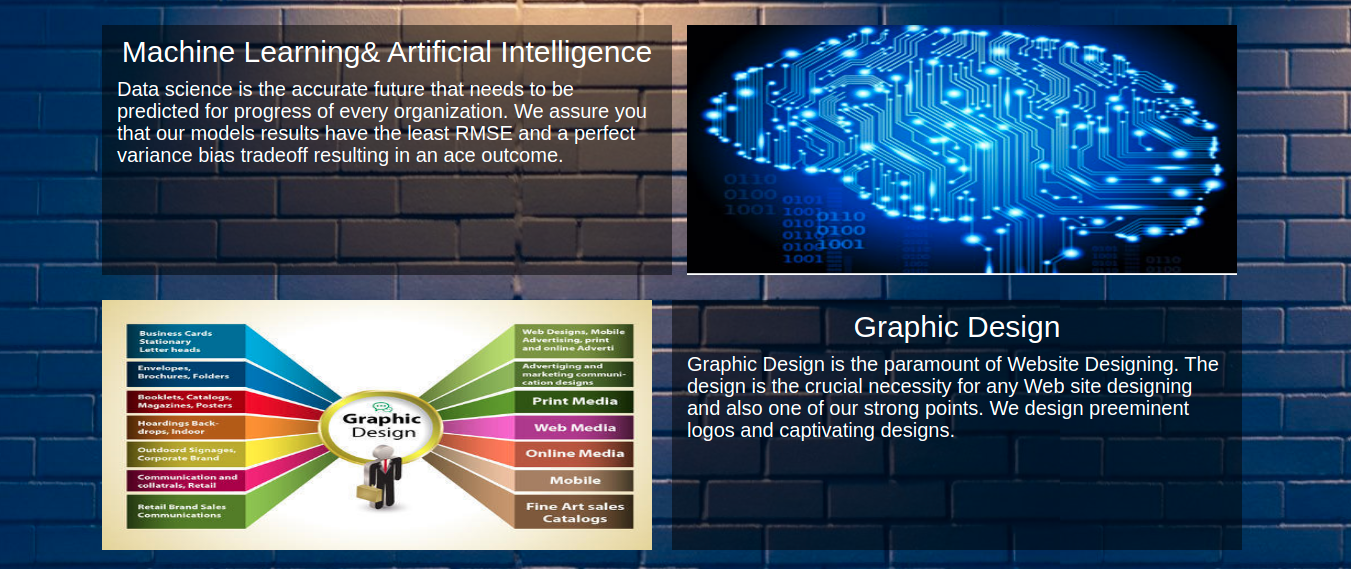 Machine Learning& Artificial Intelligence
Data science is the accurate future that needs to be
predicted for progress of every organization. We assure you
that our models results have the least RMSE and a perfect
variance bias tradeoff resulting in an ace outcome.
0110
0100
1001
0101
1001
0101
0110
0100
1001
0110
0100
1001
0110
0100
Business Cards
Stationary
Letter heads
Envelopes,
Brochures, Folders
Booklets, Catalogs,
Magazines, Posters
Hoardings Back-
drops, Indoor
Outdoord Signages,
Corporate Brand
Communication and
collatrals, Retail
Retail Brand Sales
Communications
Graphic
Design
Web Designs, Mobile
Advertising, print
and online Adverti
Advertiging and
marketing communi-
cation designs
Print Media
Web Media
Online Media
Mobile
Fine Art sales
Catalogs
Graphic Design
Graphic Design is the paramount of Website Designing. The
design is the crucial necessity for any Web site designing
and also one of our strong points. We design preeminent
logos and captivating designs.